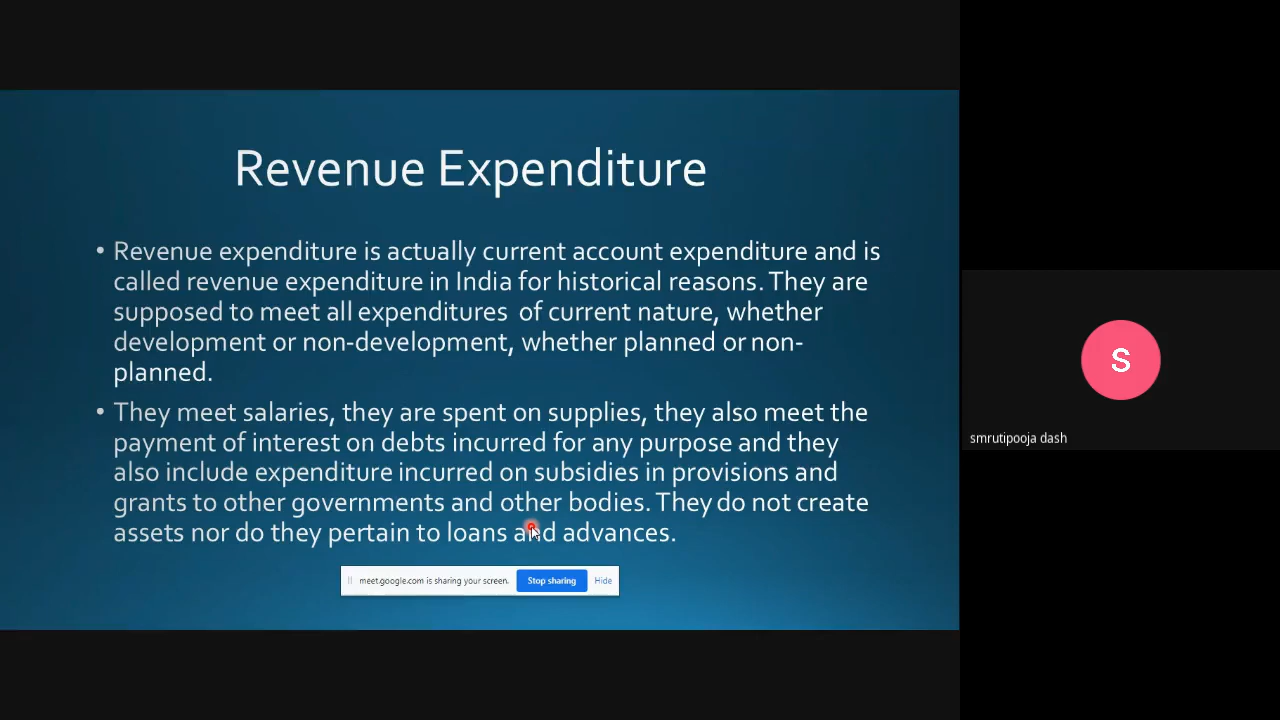 Revenue Expenditure
• Revenue expenditure is actually current account expenditure and is
called revenue expenditure in India for historical reasons. They are
supposed to meet all expenditures of current nature, whether
development or non-development, whether planned or non-
planned.
• They meet salaries, they are spent on supplies, they also meet the
payment of interest on debts incurred for any purpose and they
also include expenditure incurred on subsidies in provisions and
grants to other governments and other bodies. They do not create
assets nor do they pertain to loans and advances.
meet.google.com is sharing your screen. Stop sharing Hide
S
smrutipooja dash